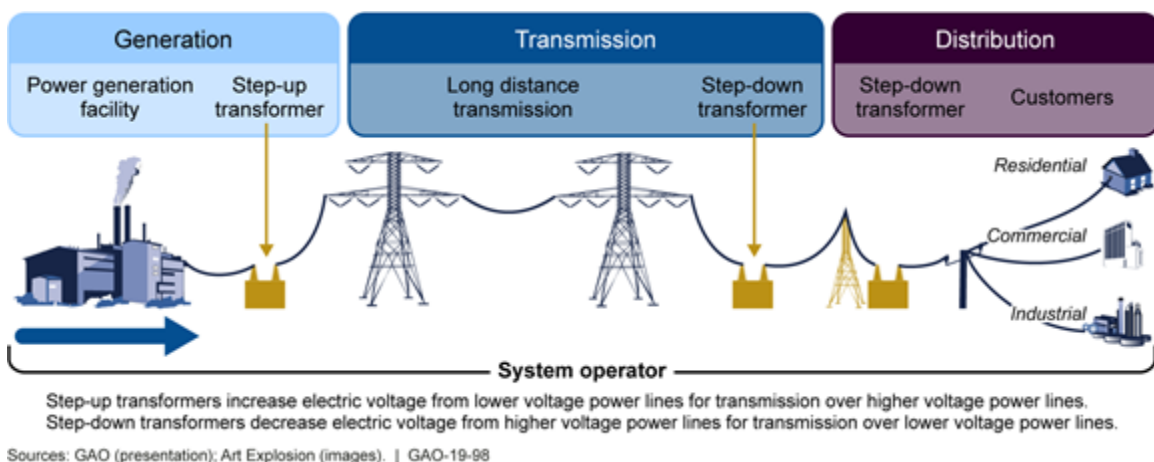 Generation
Transmission
Distribution
Power generation
facility
Step-up
transformer
Long distance
transmission
Step-down
transformer
Step-down
transformer
Customers
Residential
Commercial
Industrial
System operator
Step-up transformers increase electric voltage from lower voltage power lines for transmission over higher voltage power lines.
Step-down transformers decrease electric voltage from higher voltage power lines for transmission over lower voltage power lines.
Sources: GAO (presentation); Art Explosion (images). | GAO-19-98